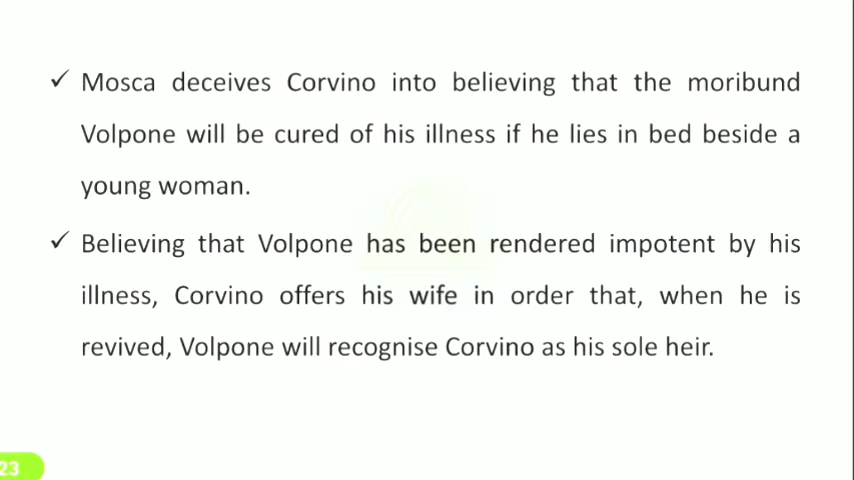 ✓ Mosca deceives Corvino into believing that the moribund
Volpone will be cured of his illness if he lies in bed beside a
young woman.
✓ Believing that Volpone has been rendered impotent by his
illness, Corvino offers his wife in order that, when he is
revived, Volpone will recognise Corvino as his sole heir.
23